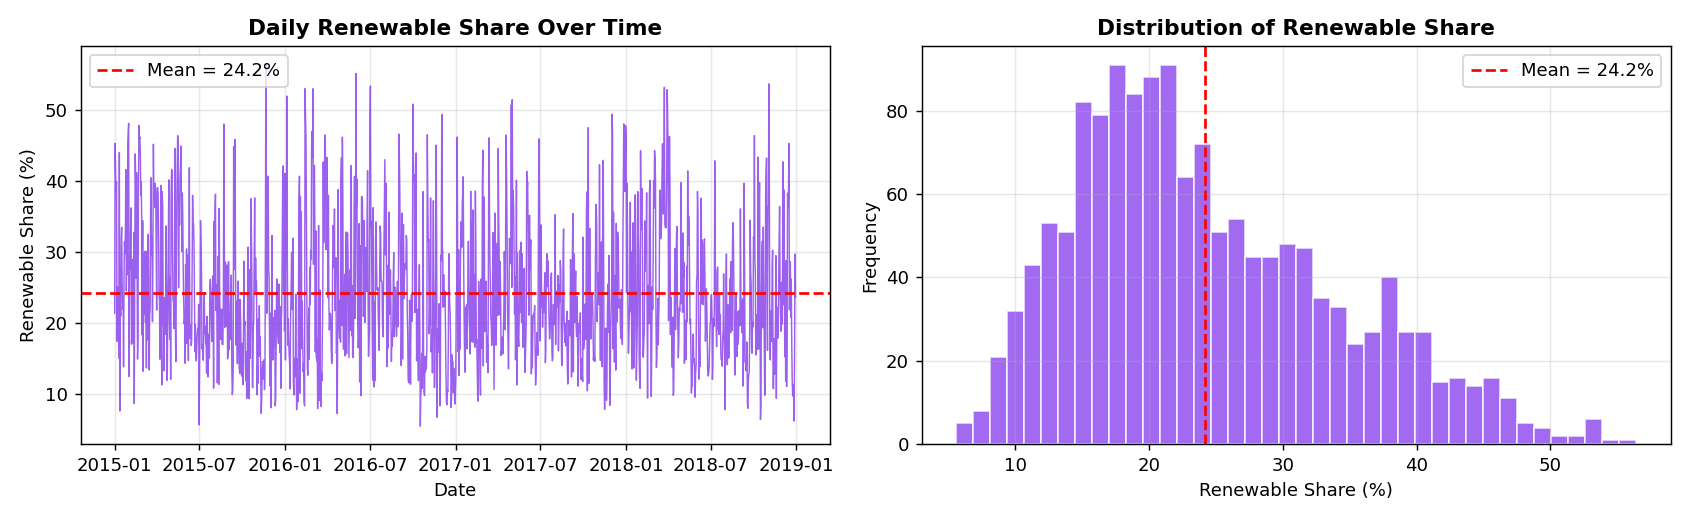 Daily Renewable Share Over Time
Mean = 24.2%
Renewable Share (%)
50
40
30
20
10
2015-01 2015-07 2016-01 2016-07 2017-01 2017-07 2018-01 2018-07 2019-01
Date
Distribution of Renewable Share
Mean = 24.2%
Frequency
80
60
40
20
0
10 20 30 40 50
Renewable Share (%)